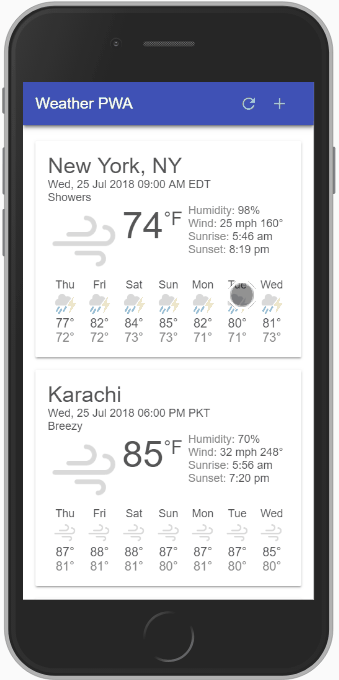 Weather PWA
New York, NY
Wed, 25 Jul 2018 09:00 AM EDT
Showers
74°F
Humidity: 98%
Wind: 25 mph 160°
Sunrise: 5:46 am
Sunset: 8:19 pm
Thu Fri Sat Sun Mon Tue Wed
77° 82° 84° 85° 82° 80° 81°
72° 72° 73° 73° 71° 71° 73°
Karachi
Wed, 25 Jul 2018 06:00 PM PKT
Breezy
85°F
Humidity: 70%
Wind: 32 mph 248°
Sunrise: 5:56 am
Sunset: 7:20 pm
Thu Fri Sat Sun Mon Tue Wed
87° 88° 88° 87° 87° 87° 85°
81° 81° 81° 80° 81° 80° 80°